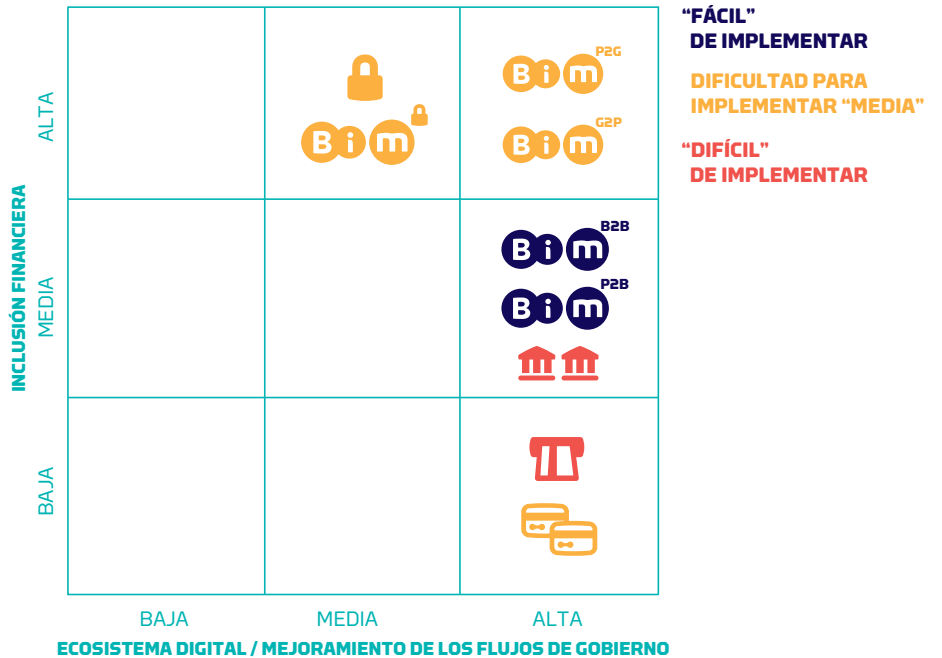 INCLUSIÓN FINANCIERA
ALTA
MEDIA
BAJA
Bim P2G
Bim
Bim G2P
Bim B2B
Bim P2B
BAJA
MEDIA
ALTA
ECOSISTEMA DIGITAL / MEJORAMIENTO DE LOS FLUJOS DE GOBIERNO
“FÁCIL”
DE IMPLEMENTAR
DIFICULTAD PARA
IMPLEMENTAR “MEDIA”
“DIFÍCIL”
DE IMPLEMENTAR